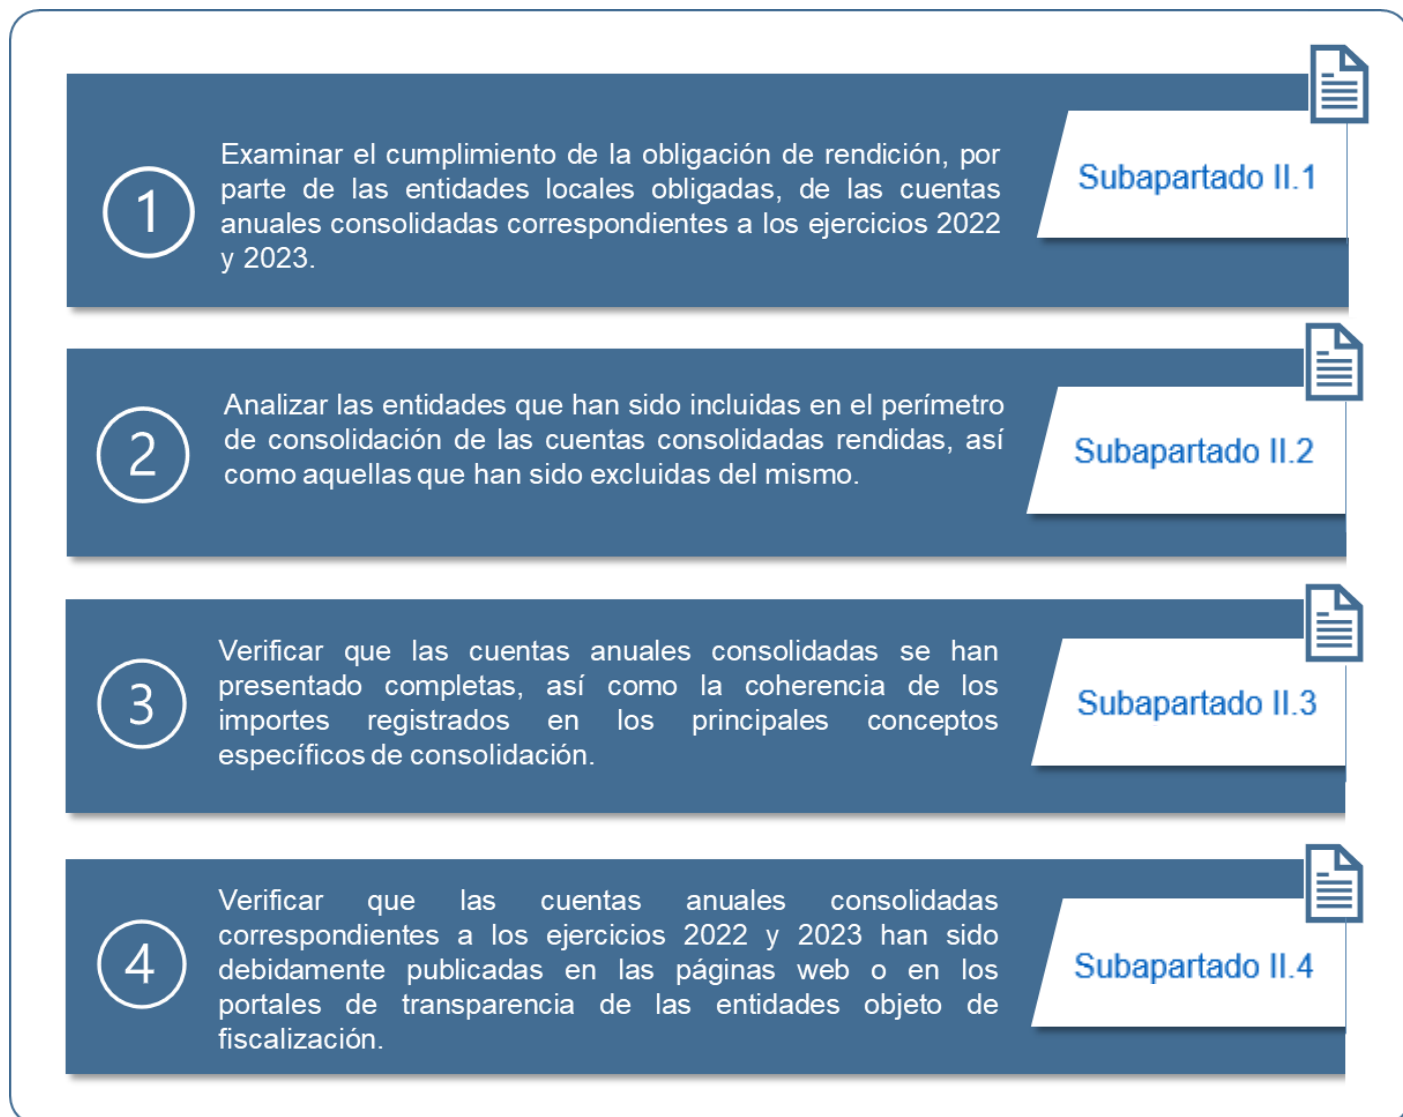 1
Examinar el cumplimiento de la obligación de rendición, por
parte de las entidades locales obligadas, de las cuentas
anuales consolidadas correspondientes a los ejercicios 2022
y 2023.
Subapartado II.1
2
Analizar las entidades que han sido incluidas en el perímetro
de consolidación de las cuentas consolidadas rendidas, así
como aquellas que han sido excluidas del mismo.
Subapartado II.2
3
Verificar que las cuentas anuales consolidadas se han
presentado completas, así como la coherencia de los
importes registrados en los principales conceptos
específicos de consolidación.
Subapartado II.3
4
Verificar que las cuentas anuales consolidadas
correspondientes a los ejercicios 2022 y 2023 han sido
debidamente publicadas en las páginas web o en los
portales de transparencia de las entidades objeto de
fiscalización.
Subapartado II.4